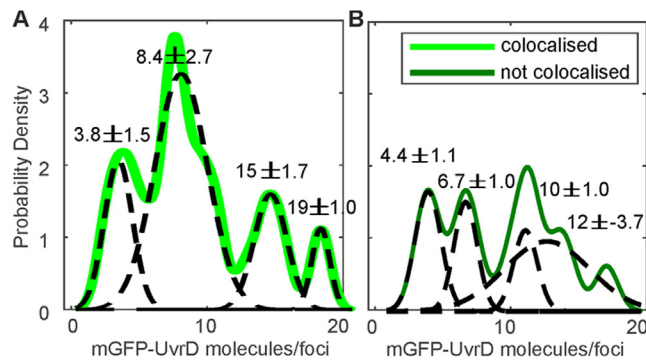 A
4
3
2
1
0
Probability Density
3.8±1.5
8.4±2.7
15±1.7
19±1.0
0
10
20
mGFP-UvrD molecules/foci
B
colocalised
not colocalised
4.4±1.1
6.7±1.0
10±1.0
12±-3.7
0
10
20
mGFP-UvrD molecules/foci